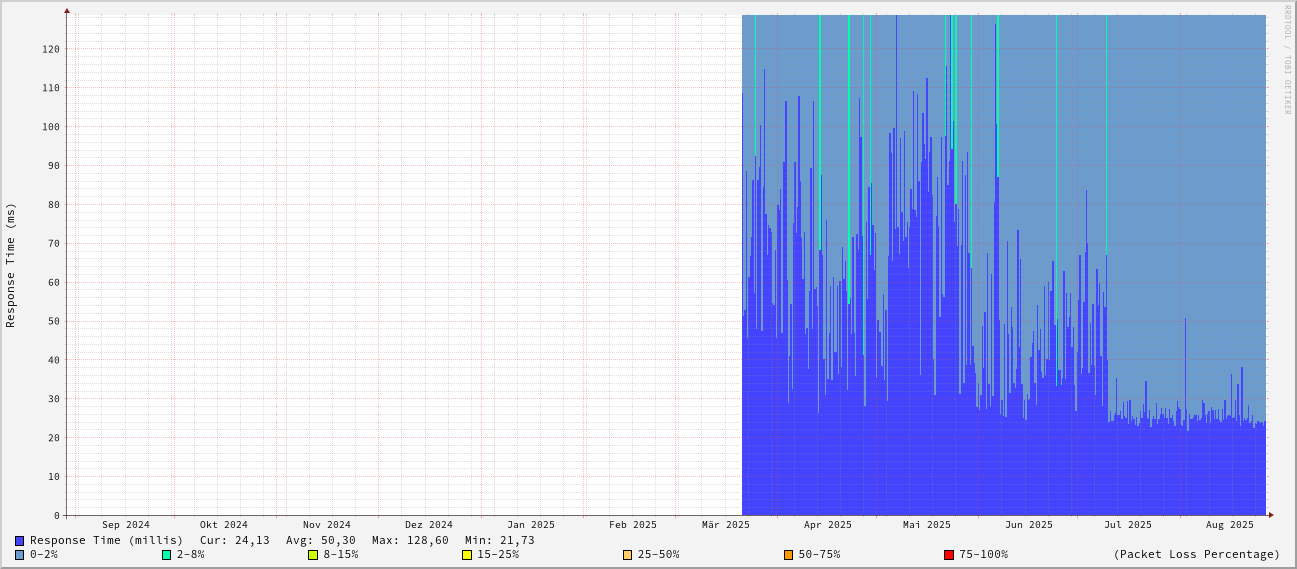 RRDTOOL / TOBI OETIKER
Response Time (ms)
120
110
100
90
80
70
60
50
40
30
20
10
0
Sep 2024 Okt 2024 Nov 2024 Dez 2024 Jan 2025 Feb 2025 Mär 2025 Apr 2025 Mai 2025 Jun 2025 Jul 2025 Aug 2025
Response Time (millis) Cur: 24,13 Avg: 50,30 Max: 128,60 Min: 21,73
0-2% 2-8% 8-15% 15-25% 25-50% 50-75% 75-100% (Packet Loss Percentage)